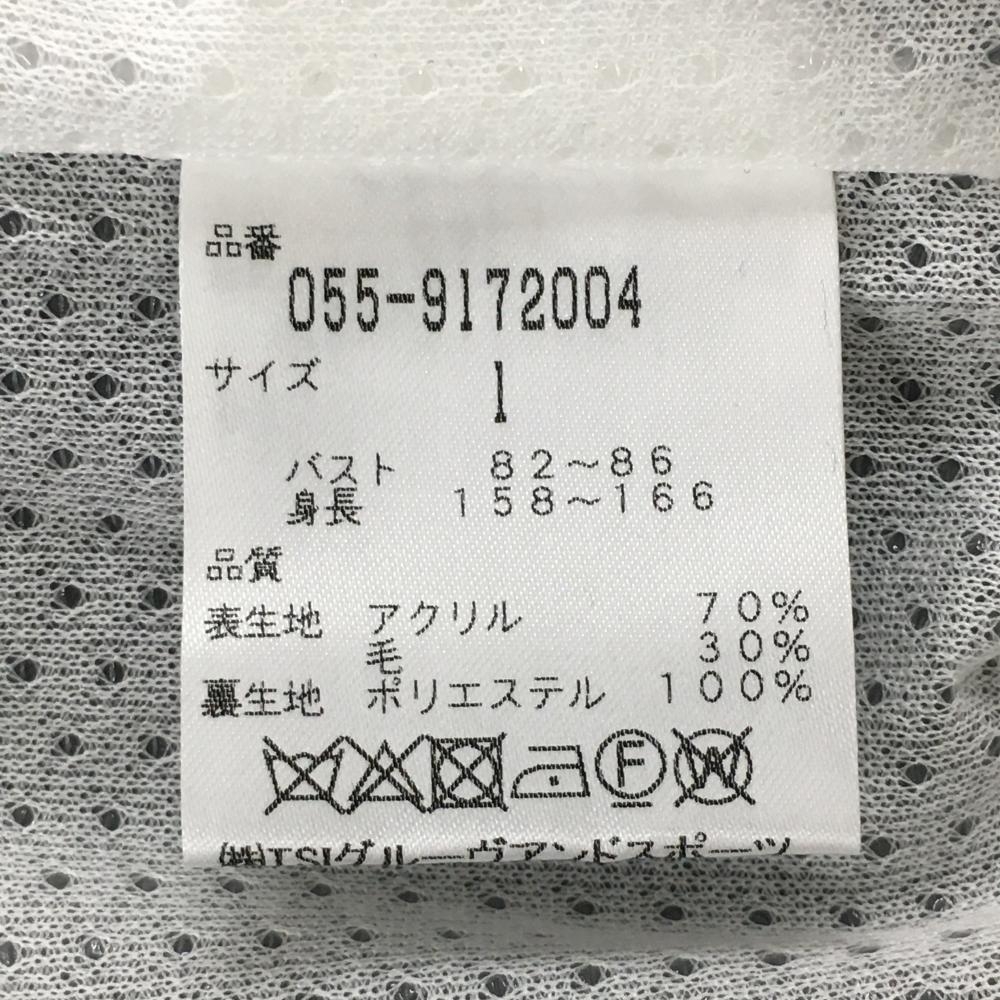 品番
055-9172004
サイズ 1
バスト 82～86
身長 158～166
品質
表生地 アクリル 70%
毛 30%
裏生地 ポリエステル 100%
F W
㈱TSIグルーヴアンドスポーツ